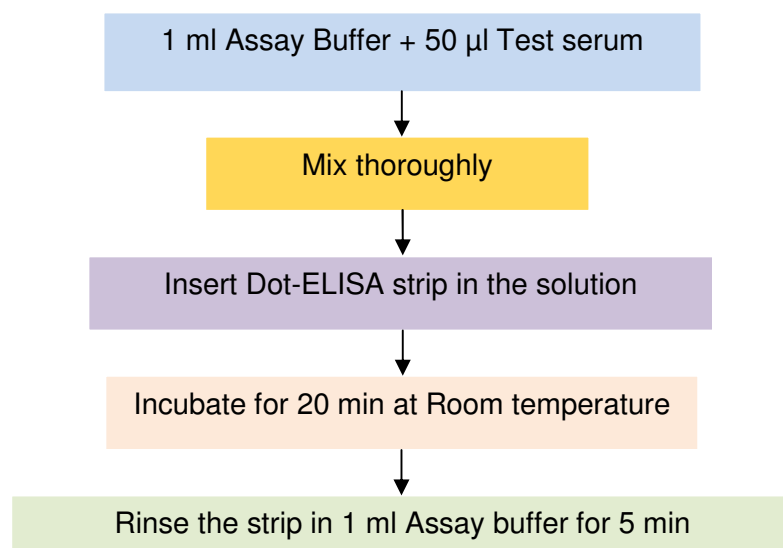 1 ml Assay Buffer + 50 µl Test serum
Mix thoroughly
Insert Dot-ELISA strip in the solution
Incubate for 20 min at Room temperature
Rinse the strip in 1 ml Assay buffer for 5 min